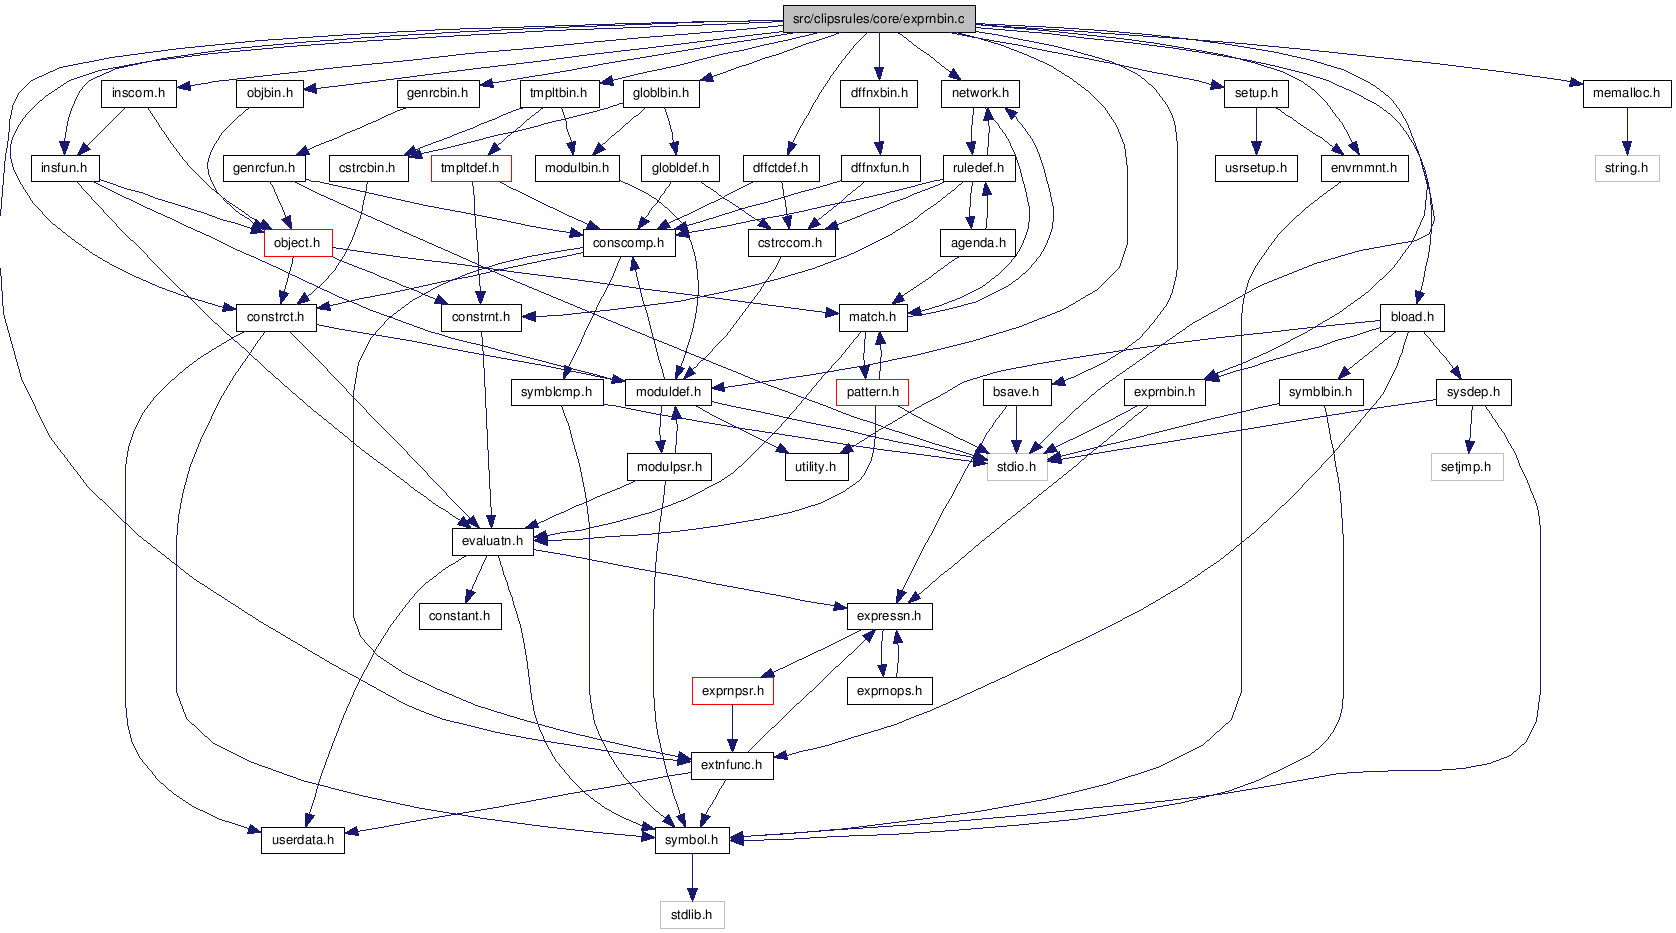 src/clipsrules/core/exprnbin.c
inscom.h
objbin.h
genrcbin.h
tmpltbin.h
globlbin.h
dffnxbin.h
network.h
setup.h
memalloc.h
insfun.h
genrcfun.h
cstrcbin.h
tmpltdef.h
modulbin.h
globldef.h
dffctdef.h
dffnxfun.h
ruledef.h
usrsetup.h
envrnmnt.h
string.h
object.h
conscomp.h
cstrccom.h
agenda.h
constrct.h
constrnt.h
match.h
bload.h
symblcmp.h
moduldef.h
pattern.h
bsave.h
exprnbin.h
symblbin.h
sysdep.h
modulpsr.h
utility.h
stdio.h
setjmp.h
evaluatn.h
constant.h
expressn.h
exprnpsr.h
exprnops.h
extnfunc.h
userdata.h
symbol.h
stdlib.h